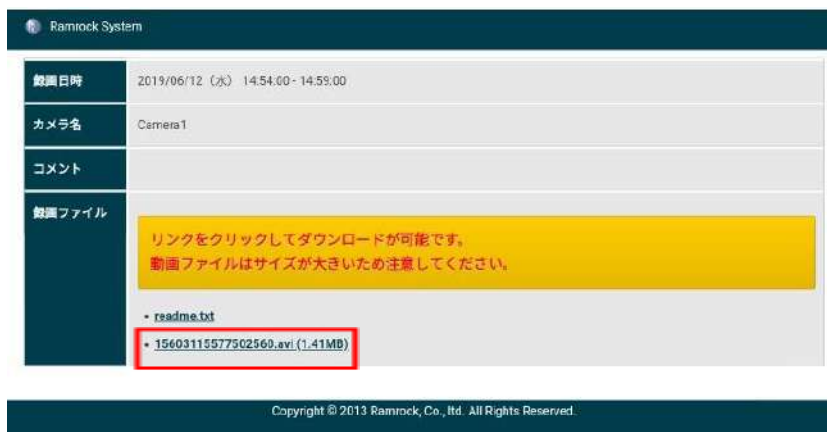 Ramrock System
録画日時 2019/06/12（水） 14:54:00 - 14:59:00
カメラ名 Camera1
コメント
録画ファイル
リンクをクリックしてダウンロードが可能です。
動画ファイルはサイズが大きいため注意してください。
• readme.txt
• 15603115577502560.avi (1.41MB)
Copyright © 2013 Ramrock, Co., ltd. All Rights Reserved.